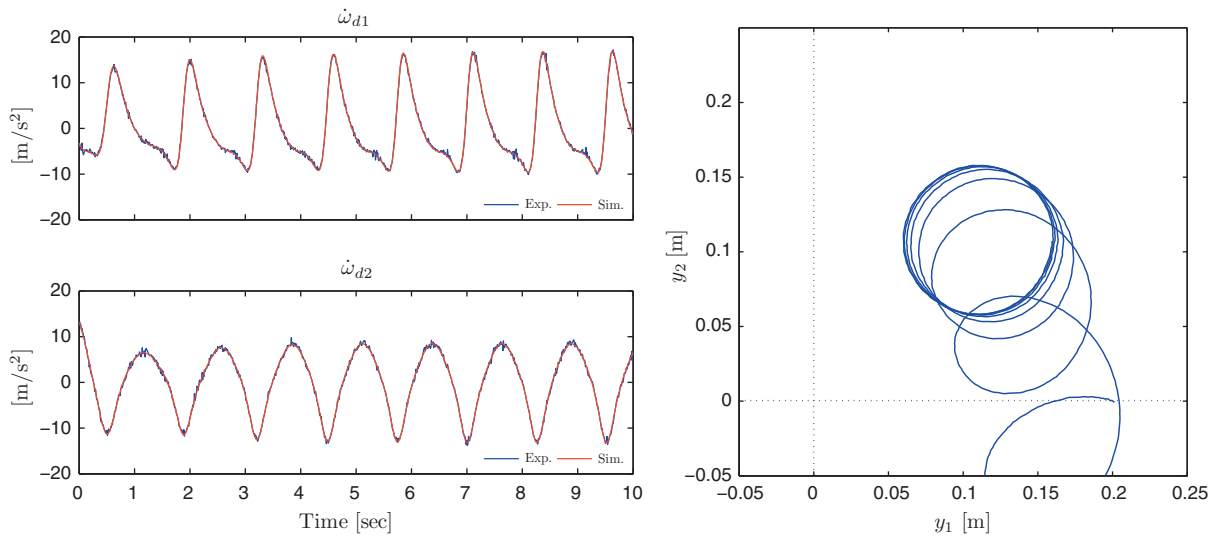 ω̇_{d1}
20
10
0
−10
−20
[m/s²]
Exp. Sim.
ω̇_{d2}
20
10
0
−10
−20
[m/s²]
Exp. Sim.
0 1 2 3 4 5 6 7 8 9 10
Time [sec]
0.2
0.15
0.1
0.05
0
−0.05
y₂ [m]
−0.05 0 0.05 0.1 0.15 0.2 0.25
y₁ [m]